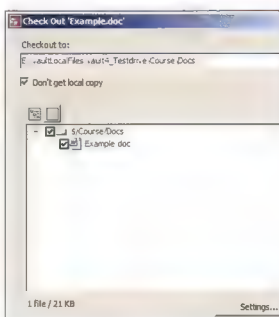 Check Out 'Example.doc'
Checkout to:
Don't get local copy
$/Course/Docs
Example doc
1 file / 21 KB
Settings...